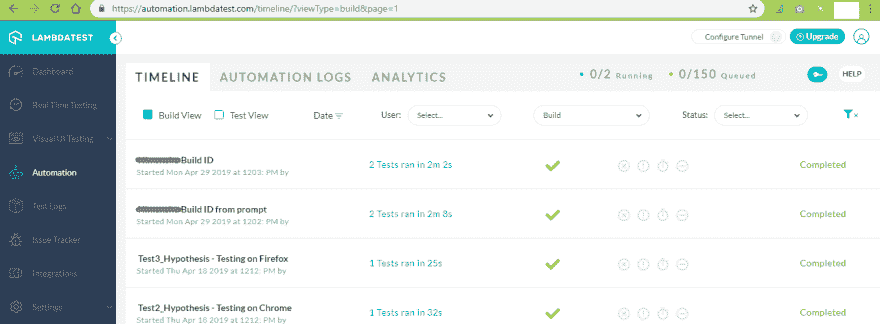 https://automation.lambdatest.com/timeline/?viewType=build&page=1
LAMBDATEST
Configure Tunnel
Upgrade
Dashboard
TIMELINE
AUTOMATION LOGS
ANALYTICS
0/2 Running
0/150 Queued
HELP
Real Time Testing
Build View
Test View
Date
User:
Select...
Build
Status:
Select...
Visual UI Testing
Build ID
2 Tests ran in 2m 2s
Completed
Started Mon Apr 29 2019 at 1203: PM by
Automation
Test Logs
Build ID from prompt
2 Tests ran in 2m 3s
Completed
Started Mon Apr 29 2019 at 1202: PM by
Issue Tracker
Test3_Hypothesis - Testing on Firefox
1 Tests ran in 25s
Completed
Started Thu Apr 18 2019 at 1212: PM by
Integrations
Settings
Test2_Hypothesis - Testing on Chrome
1 Tests ran in 32s
Completed
Started Thu Apr 18 2019 at 1210: PM by